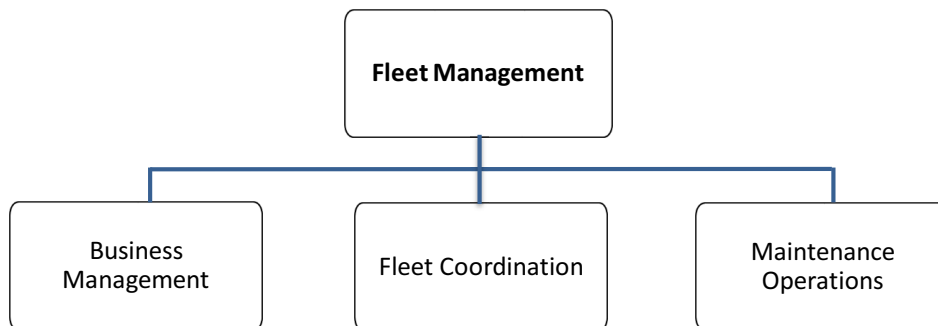 Fleet Management
Business
Management
Fleet Coordination
Maintenance
Operations